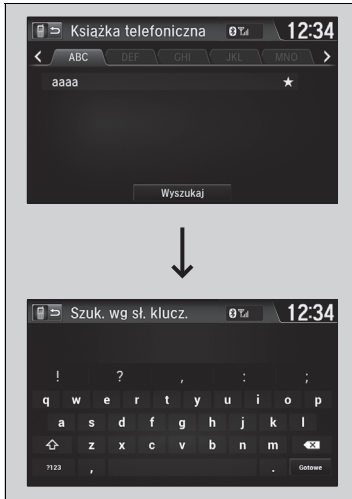 Książka telefoniczna 12:34
ABC DEF GHI JKL MNO
aaaa
Wyszukaj
Szuk. wg sł. klucz. 12:34
! ? , : ;
q w e r t y u i o p
a s d f g h j k l
z x c v b n m
?123 , . Gotowe